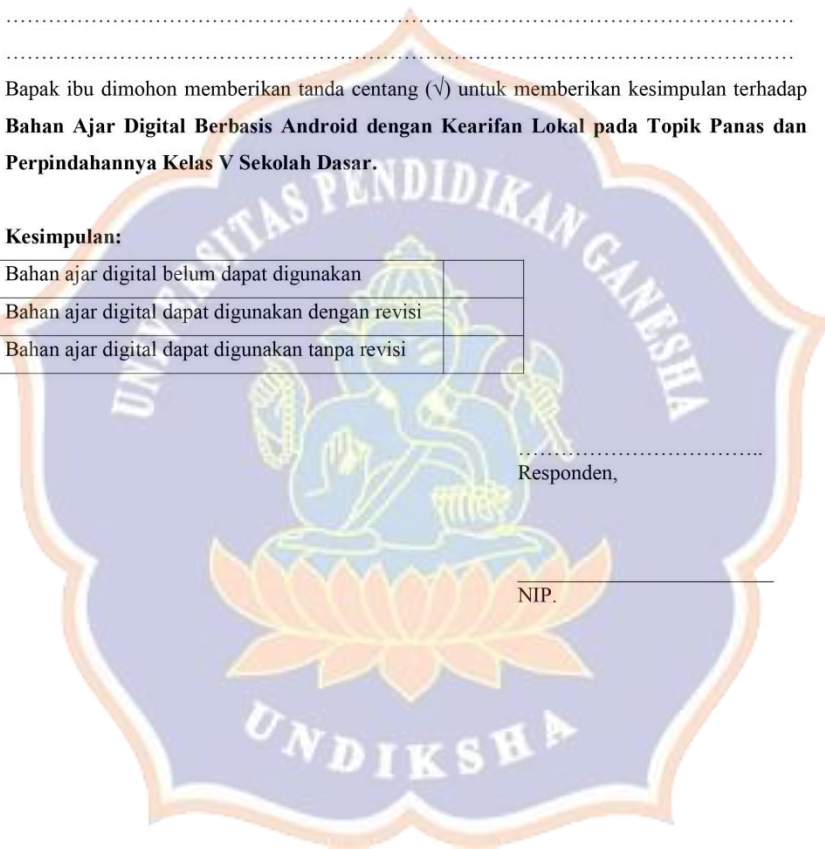 ……………………………………………………………………………………………………
……………………………………………………………………………………………………
Bapak ibu dimohon memberikan tanda centang (√) untuk memberikan kesimpulan terhadap
Bahan Ajar Digital Berbasis Android dengan Kearifan Lokal pada Topik Panas dan
Perpindahannya Kelas V Sekolah Dasar.
Kesimpulan:
Bahan ajar digital belum dapat digunakan
Bahan ajar digital dapat digunakan dengan revisi
Bahan ajar digital dapat digunakan tanpa revisi
……………………………..
Responden,
NIP.
UNIVERSITAS PENDIDIKAN GANESHA
UNDIKSHA